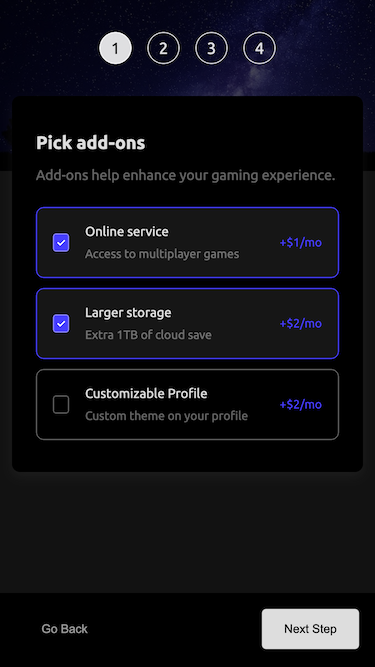 1 2 3 4
Pick add-ons
Add-ons help enhance your gaming experience.
Online service
Access to multiplayer games
+$1/mo
Larger storage
Extra 1TB of cloud save
+$2/mo
Customizable Profile
Custom theme on your profile
+$2/mo
Go Back
Next Step